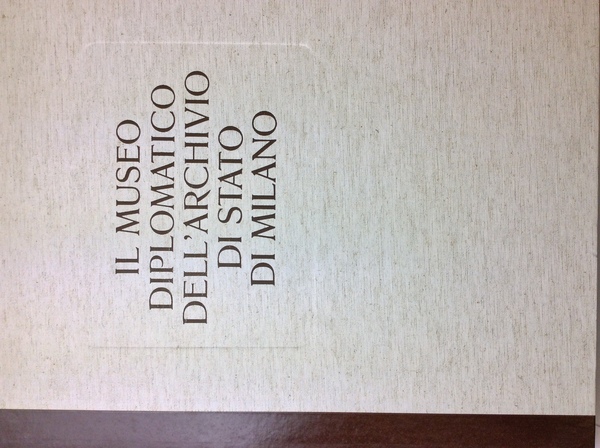 IL MUSEO
DIPLOMATICO
DELL'ARCHIVIO
DI STATO
DI MILANO